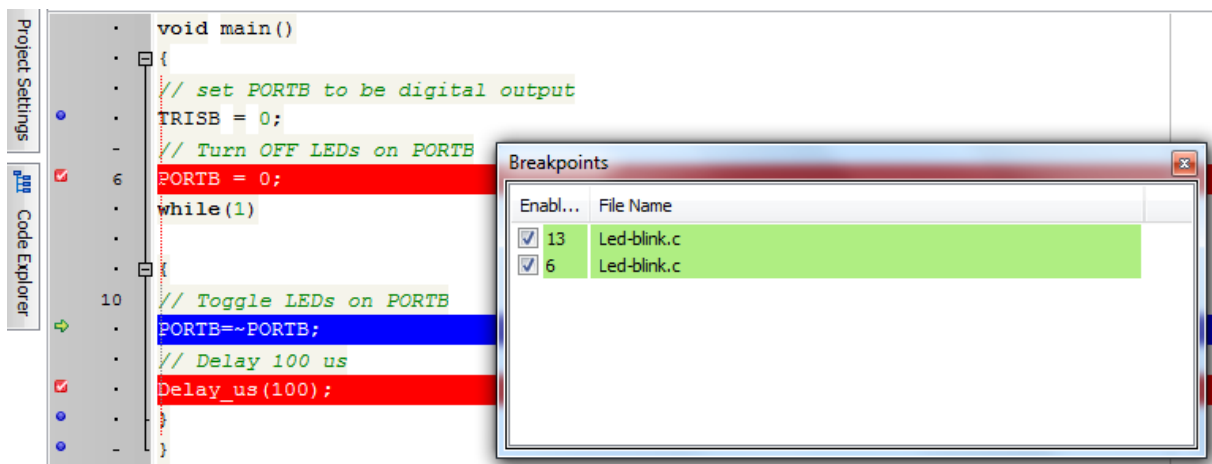 Project Settings
Code Explorer
void main()
{
// set PORTB to be digital output
TRISB = 0;
// Turn OFF LEDs on PORTB
6 PORTB = 0;
while(1)
{
10 // Toggle LEDs on PORTB
PORTB=~PORTB;
// Delay 100 us
Delay_us(100);
}
}
Breakpoints
Enabl... File Name
13 Led-blink.c
6 Led-blink.c